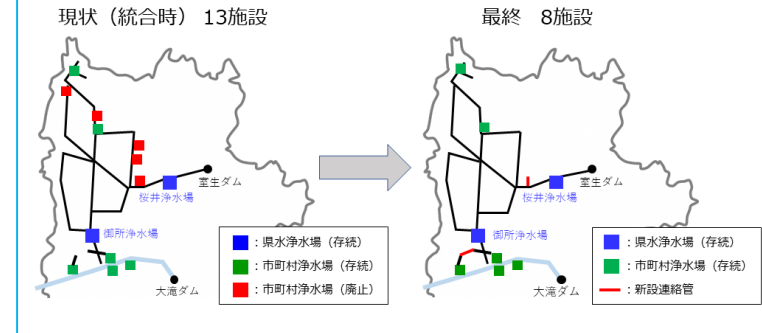 現状（統合時） 13施設
最終　8施設
室生ダム
桜井浄水場
御所浄水場
：県水浄水場（存続）
：市町村浄水場（存続）
：市町村浄水場（廃止）
大滝ダム
室生ダム
桜井浄水場
御所浄水場
：県水浄水場（存続）
：市町村浄水場（存続）
：新設連絡管
大滝ダム